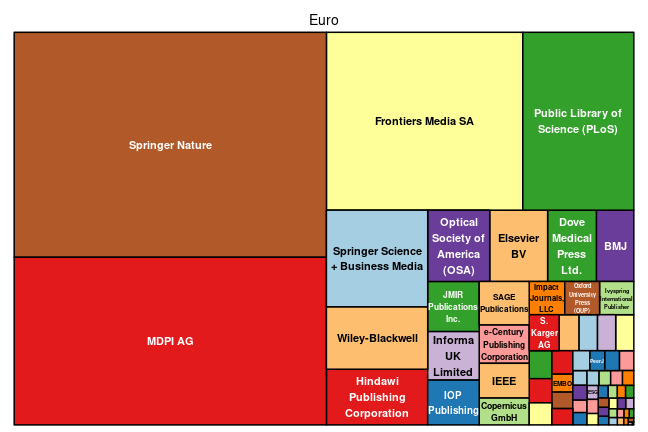 Euro
Springer Nature
Frontiers Media SA
Public Library of
Science (PLoS)
MDPI AG
Springer Science
+ Business Media
Wiley-Blackwell
Hindawi
Publishing
Corporation
Optical
Society of
America
(OSA)
Elsevier
BV
Dove
Medical
Press
Ltd.
BMJ
JMIR
Publications
Inc.
Informa
UK
Limited
IOP
Publishing
SAGE
Publications
e-Century
Publishing
Corporation
IEEE
Copernicus
GmbH
Impact
Journals,
LLC
Oxford
University
Press
(OUP)
Ivyspring
International
Publisher
S.
Karger
AG
EMBO
PeerJ